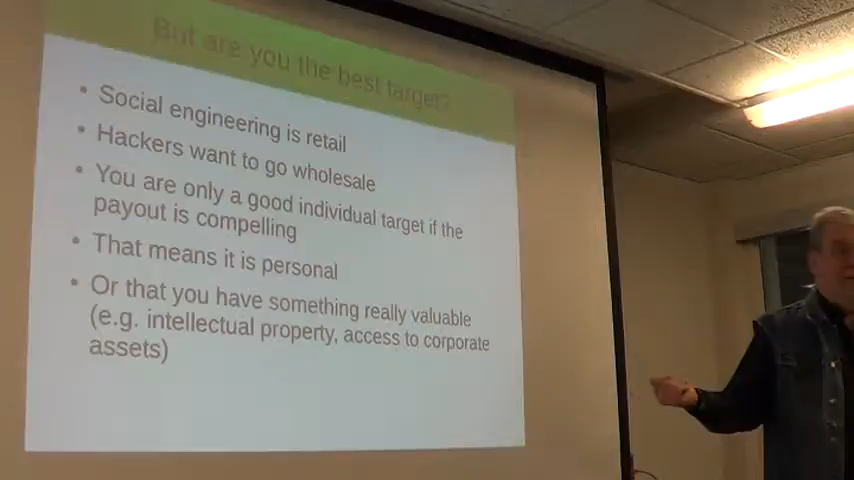 But are you the best target?
• Social engineering is retail
• Hackers want to go wholesale
• You are only a good individual target if the
payout is compelling
• That means it is personal
• Or that you have something really valuable
(e.g. intellectual property, access to corporate
assets)